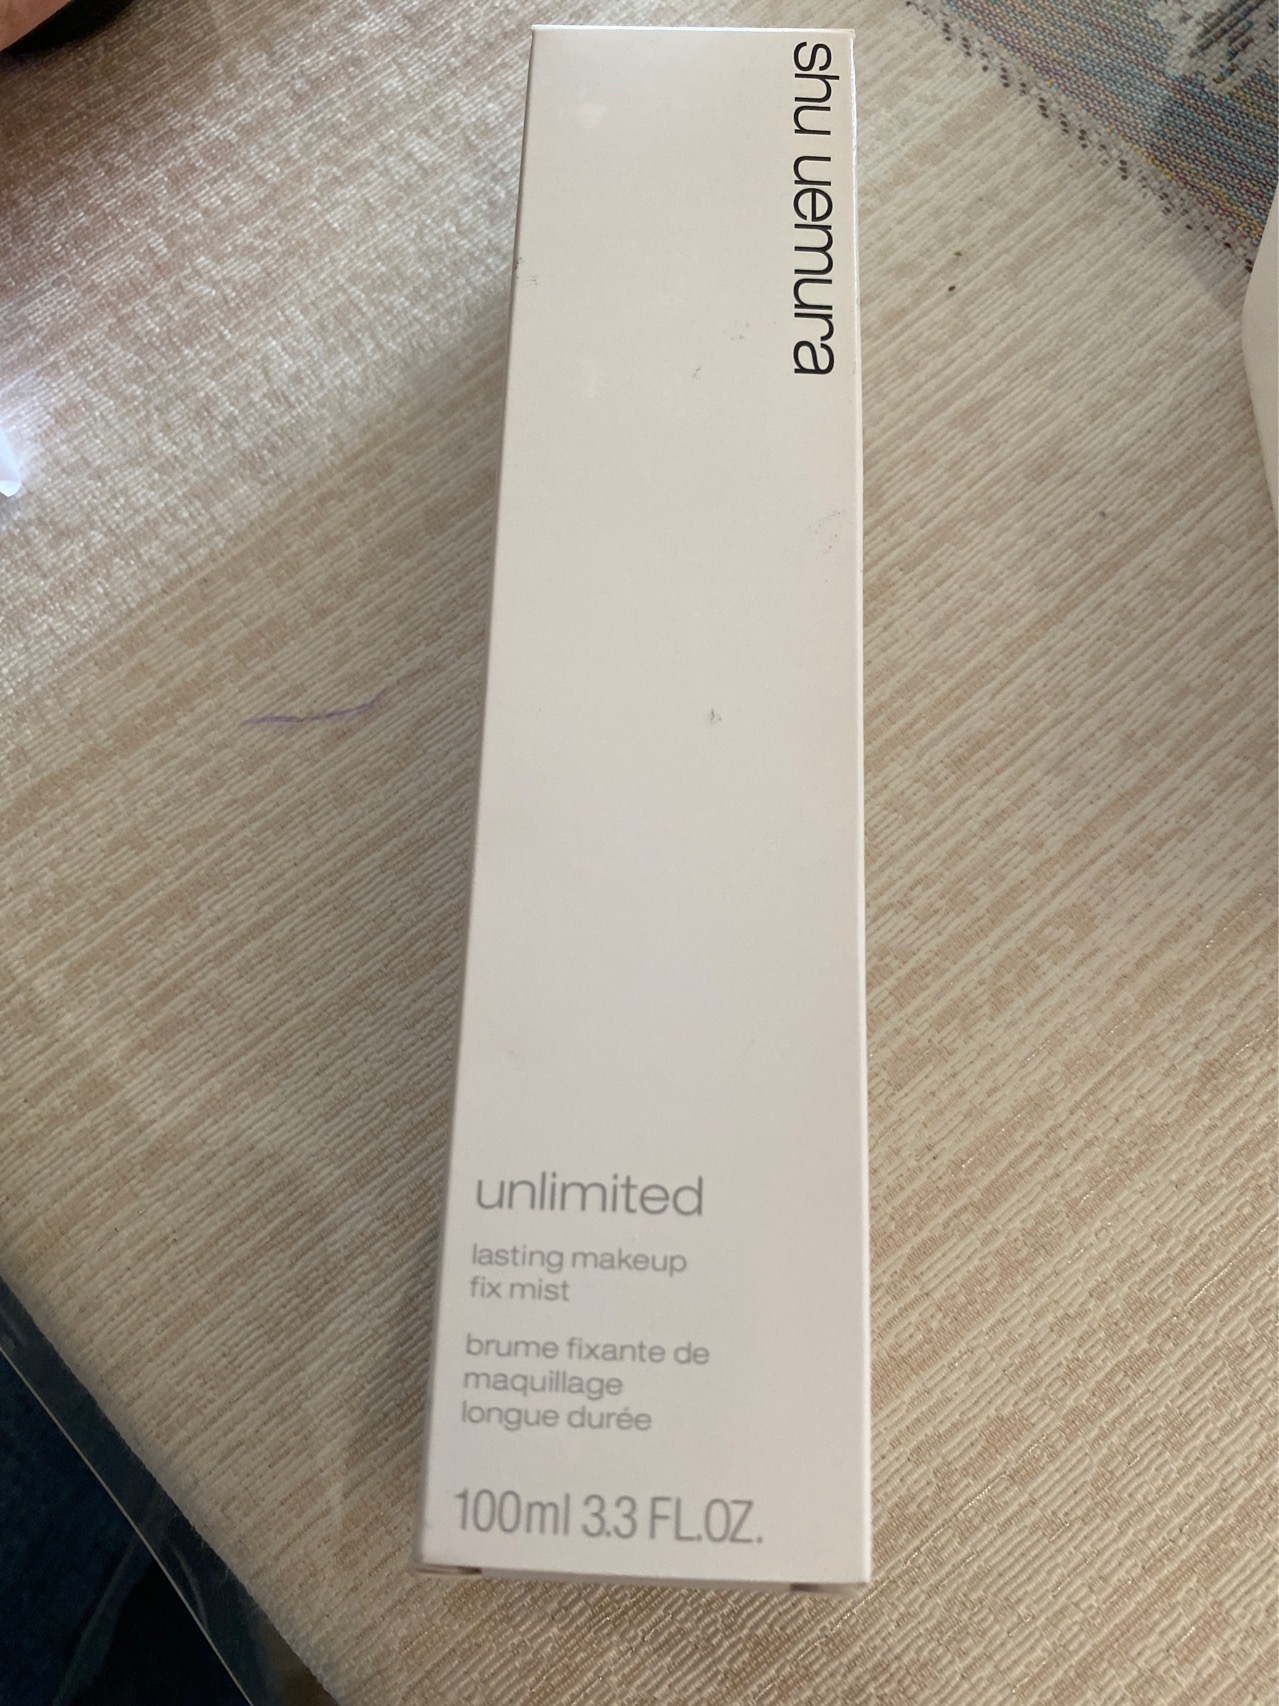 shu uemura
unlimited
lasting makeup
fix mist
brume fixante de
maquillage
longue durée
100ml 3.3 FL.OZ.